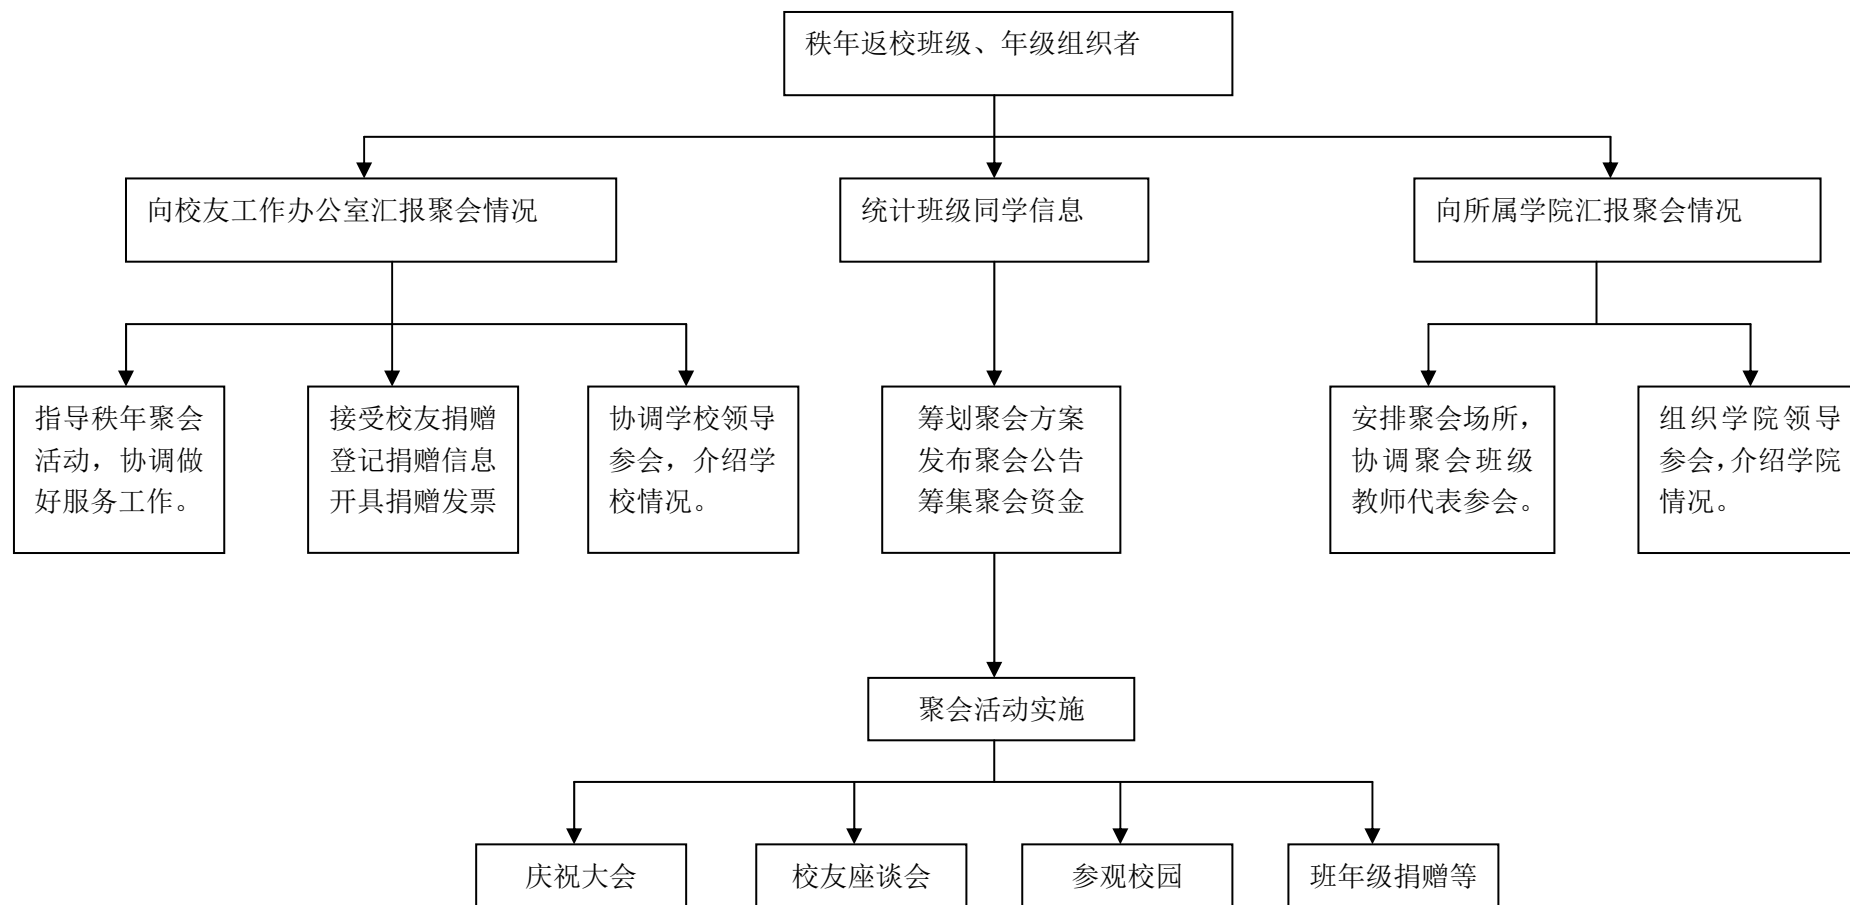 秩年返校班级、年级组织者
向校友工作办公室汇报聚会情况
统计班级同学信息
向所属学院汇报聚会情况
指导秩年聚会
活动，协调做
好服务工作。
接受校友捐赠
登记捐赠信息
开具捐赠发票
协调学校领导
参会，介绍学
校情况。
筹划聚会方案
发布聚会公告
筹集聚会资金
安排聚会场所，
协调聚会班级
教师代表参会。
组织学院领导
参会，介绍学院
情况。
聚会活动实施
庆祝大会
校友座谈会
参观校园
班年级捐赠等